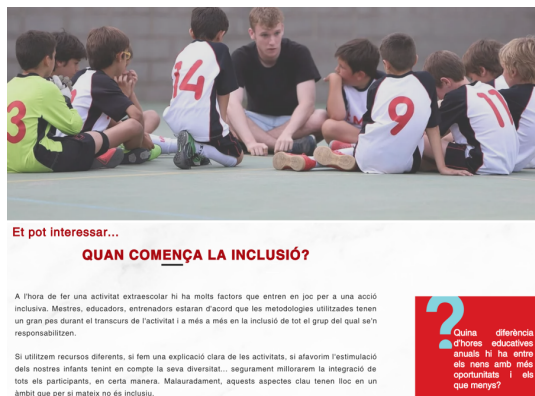 3
14
9
11
Et pot interessar...
QUAN COMENÇA LA INCLUSIÓ?
A l'hora de fer una activitat extraescolar hi ha molts factors que entren en joc per a una acció
inclusiva. Mestres, educadors, entrenadors estaran d'acord que les metodologies utilitzades tenen
un gran pes durant el transcurs de l'activitat i a més a més en la inclusió de tot el grup del qual se'n
responsabilitzen.
Si utilitzem recursos diferents, si fem una explicació clara de les activitats, si afavorim l'estimulació
dels nostres infants tenint en compte la seva diversitat... segurament millorarem la integració de
tots els participants, en certa manera. Malauradament, aquests aspectes clau tenen lloc en un
àmbit que per si mateix no és inclusiu.
?
Quina diferència
d'hores educatives
anuals hi ha entre
els nens amb més
oportunitats i els
que menys?